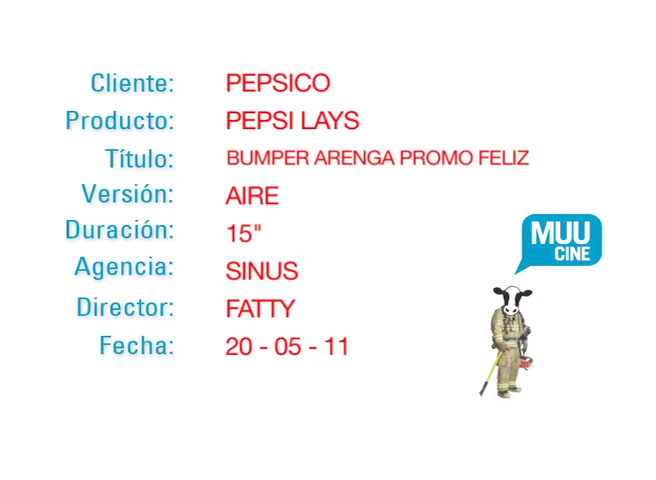 Cliente: PEPSICO
Producto: PEPSI LAYS
Título: BUMPER ARENGA PROMO FELIZ
Versión: AIRE
Duración: 15"
Agencia: SINUS
Director: FATTY
Fecha: 20 - 05 - 11
MUU
CINE